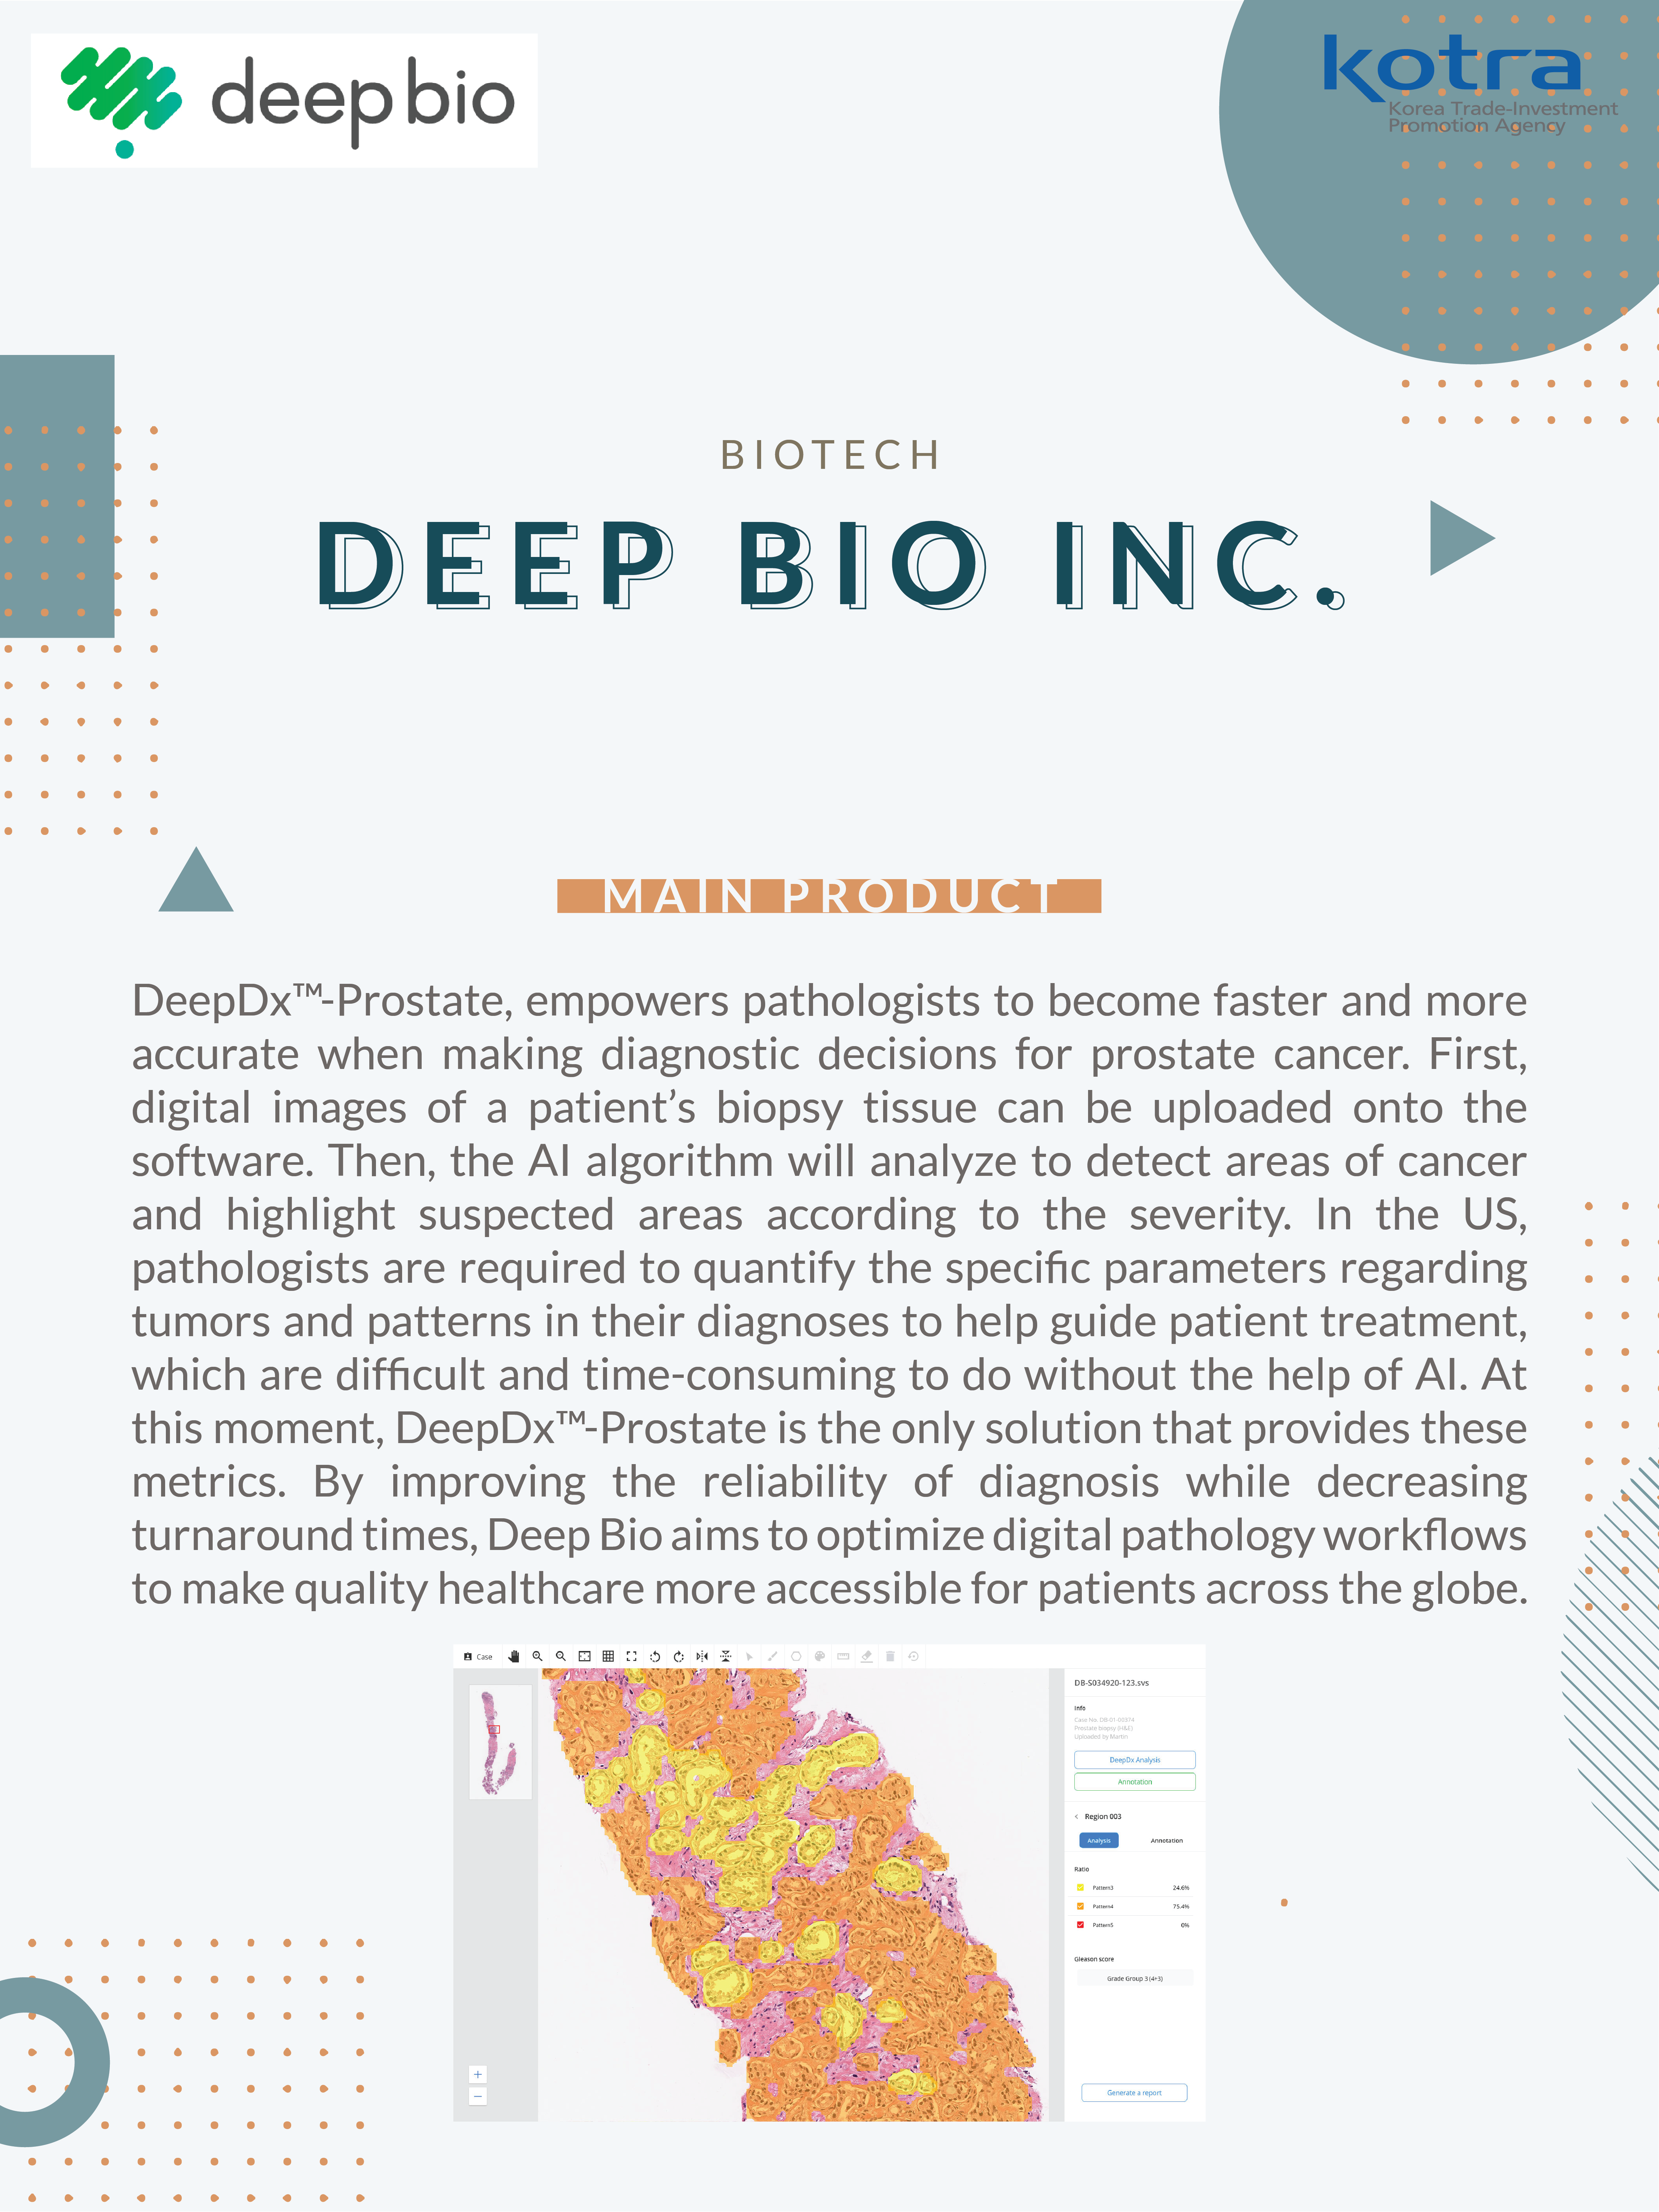 deep bio
kotra
Korea Trade-Investment
Promotion Agency
BIOTECH
DEEP BIO INC.
MAIN PRODUCT
DeepDx™-Prostate, empowers pathologists to become faster and more
accurate when making diagnostic decisions for prostate cancer. First,
digital images of a patient’s biopsy tissue can be uploaded onto the
software. Then, the AI algorithm will analyze to detect areas of cancer
and highlight suspected areas according to the severity. In the US,
pathologists are required to quantify the specific parameters regarding
tumors and patterns in their diagnoses to help guide patient treatment,
which are difficult and time-consuming to do without the help of AI. At
this moment, DeepDx™-Prostate is the only solution that provides these
metrics. By improving the reliability of diagnosis while decreasing
turnaround times, Deep Bio aims to optimize digital pathology workflows
to make quality healthcare more accessible for patients across the globe.
Case
DB-S034920-123.svs
Info
Case No. DB-01-00374
Prostate biopsy (H&E)
Uploaded by Martin
DeepDx Analysis
Annotation
< Region 003
Analysis Annotation
Ratio
Pattern3 24.6%
Pattern4 75.4%
Pattern5 0%
Gleason score
Grade Group 3 (4+3)
+
−
Generate a report